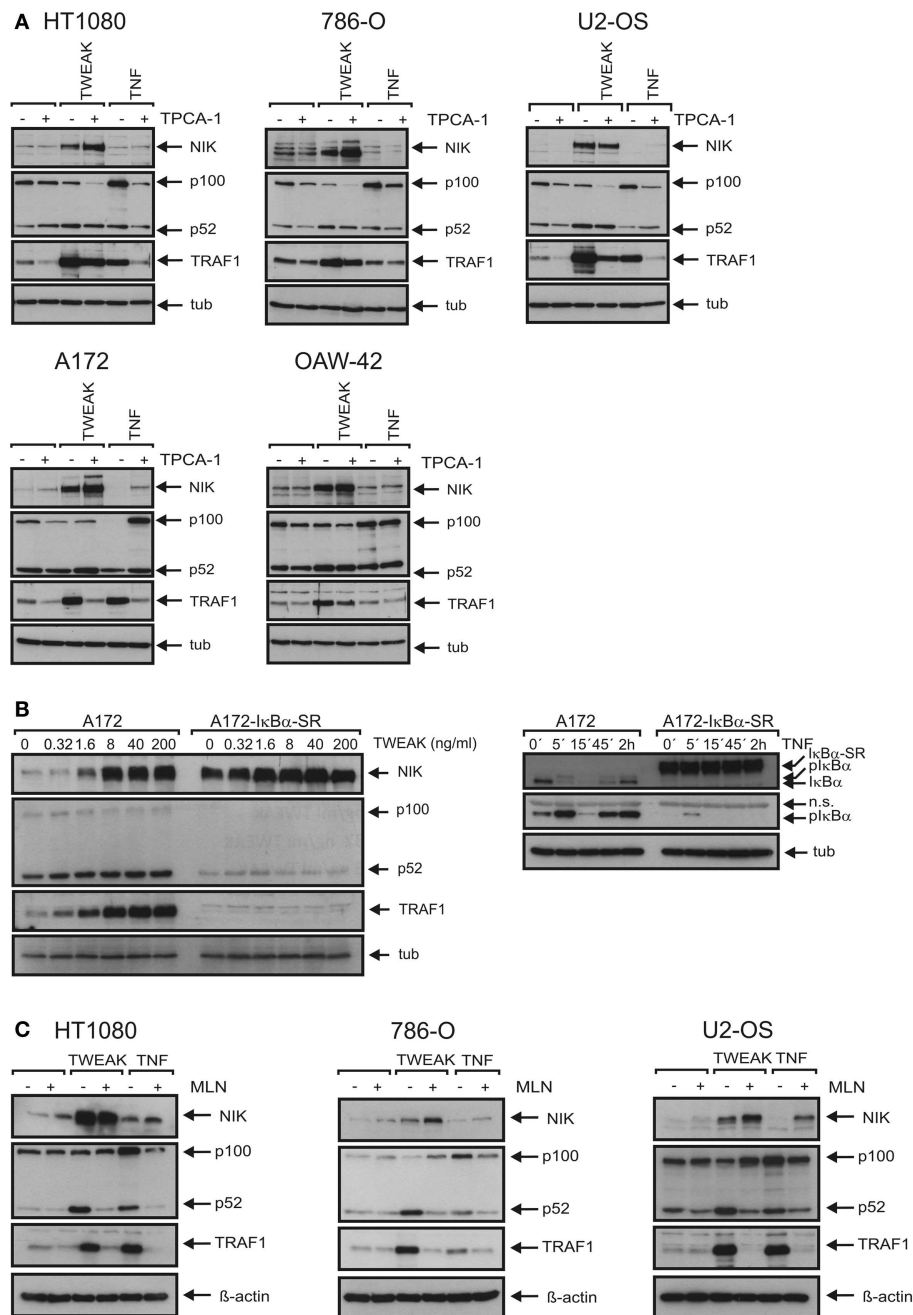 A
HT1080
786-O
U2-OS
TWEAK
TNF
TWEAK
TNF
TWEAK
TNF
- + - + - + TPCA-1
- + - + - + TPCA-1
- + - + - + TPCA-1
NIK
NIK
NIK
p100
p100
p100
p52
p52
p52
TRAF1
TRAF1
TRAF1
tub
tub
tub
A172
OAW-42
TWEAK
TNF
TWEAK
TNF
- + - + - + TPCA-1
- + - + - + TPCA-1
NIK
NIK
p100
p100
p52
p52
TRAF1
TRAF1
tub
tub
B
A172
A172-IκBα-SR
0 0.32 1.6 8 40 200
0 0.32 1.6 8 40 200
TWEAK (ng/ml)
NIK
p100
p52
TRAF1
tub
A172
A172-IκBα-SR
0´ 5´ 15´ 45´ 2h
0´ 5´ 15´ 45´ 2h
TNF
IκBα-SR
pIκBα
IκBα
n.s.
pIκBα
tub
C
HT1080
786-O
U2-OS
TWEAK TNF
TWEAK TNF
TWEAK TNF
- + - + - + MLN
- + - + - + MLN
- + - + - + MLN
NIK
NIK
NIK
p100
p100
p100
p52
p52
p52
TRAF1
TRAF1
TRAF1
ß-actin
ß-actin
ß-actin